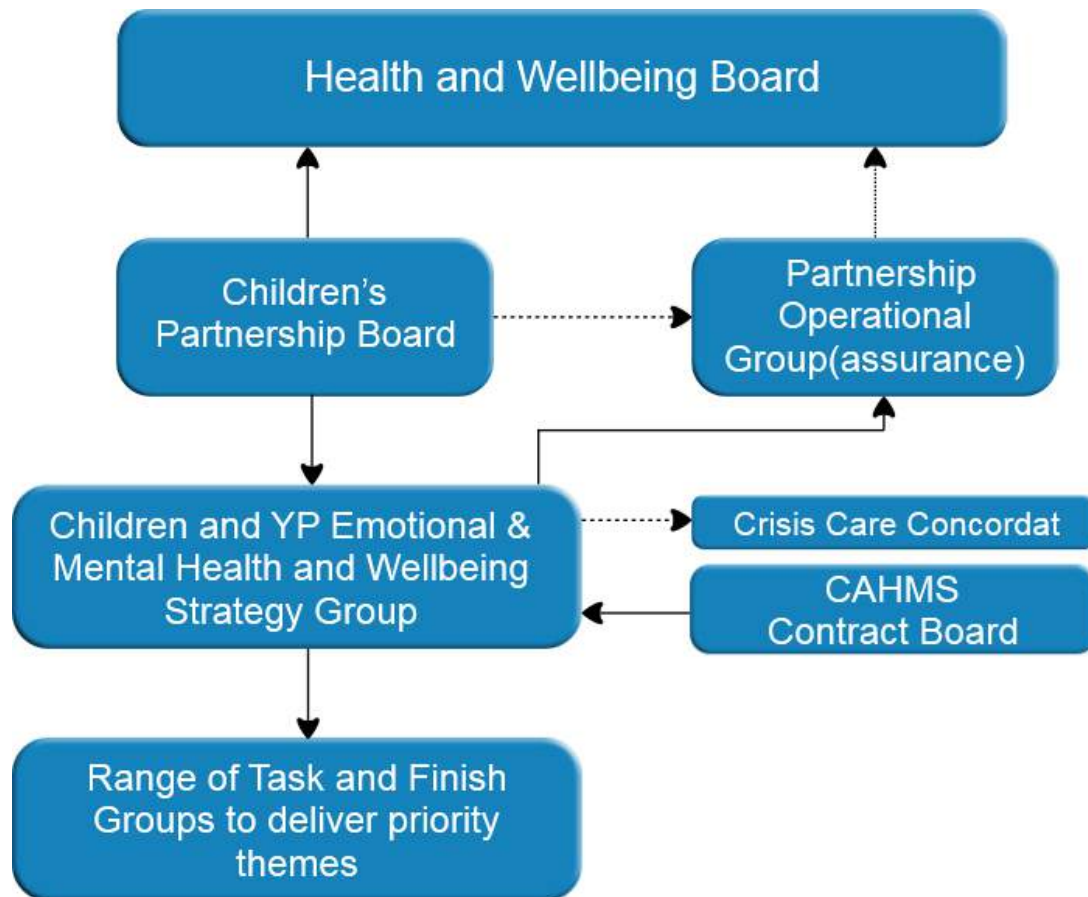 Health and Wellbeing Board
Children’s
Partnership Board
Partnership
Operational
Group(assurance)
Children and YP Emotional &
Mental Health and Wellbeing
Strategy Group
Crisis Care Concordat
CAHMS
Contract Board
Range of Task and Finish
Groups to deliver priority
themes